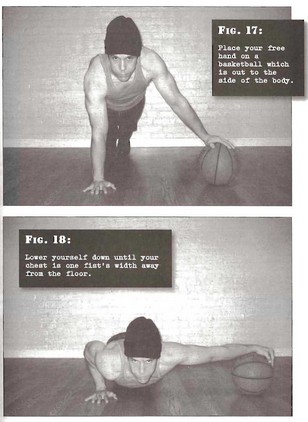 FIG. 17:
Place your free
hand on a
basketball which
is out to the
side of the body.
FIG. 18:
Lower yourself down until your
chest is one fist's width away
from the floor.